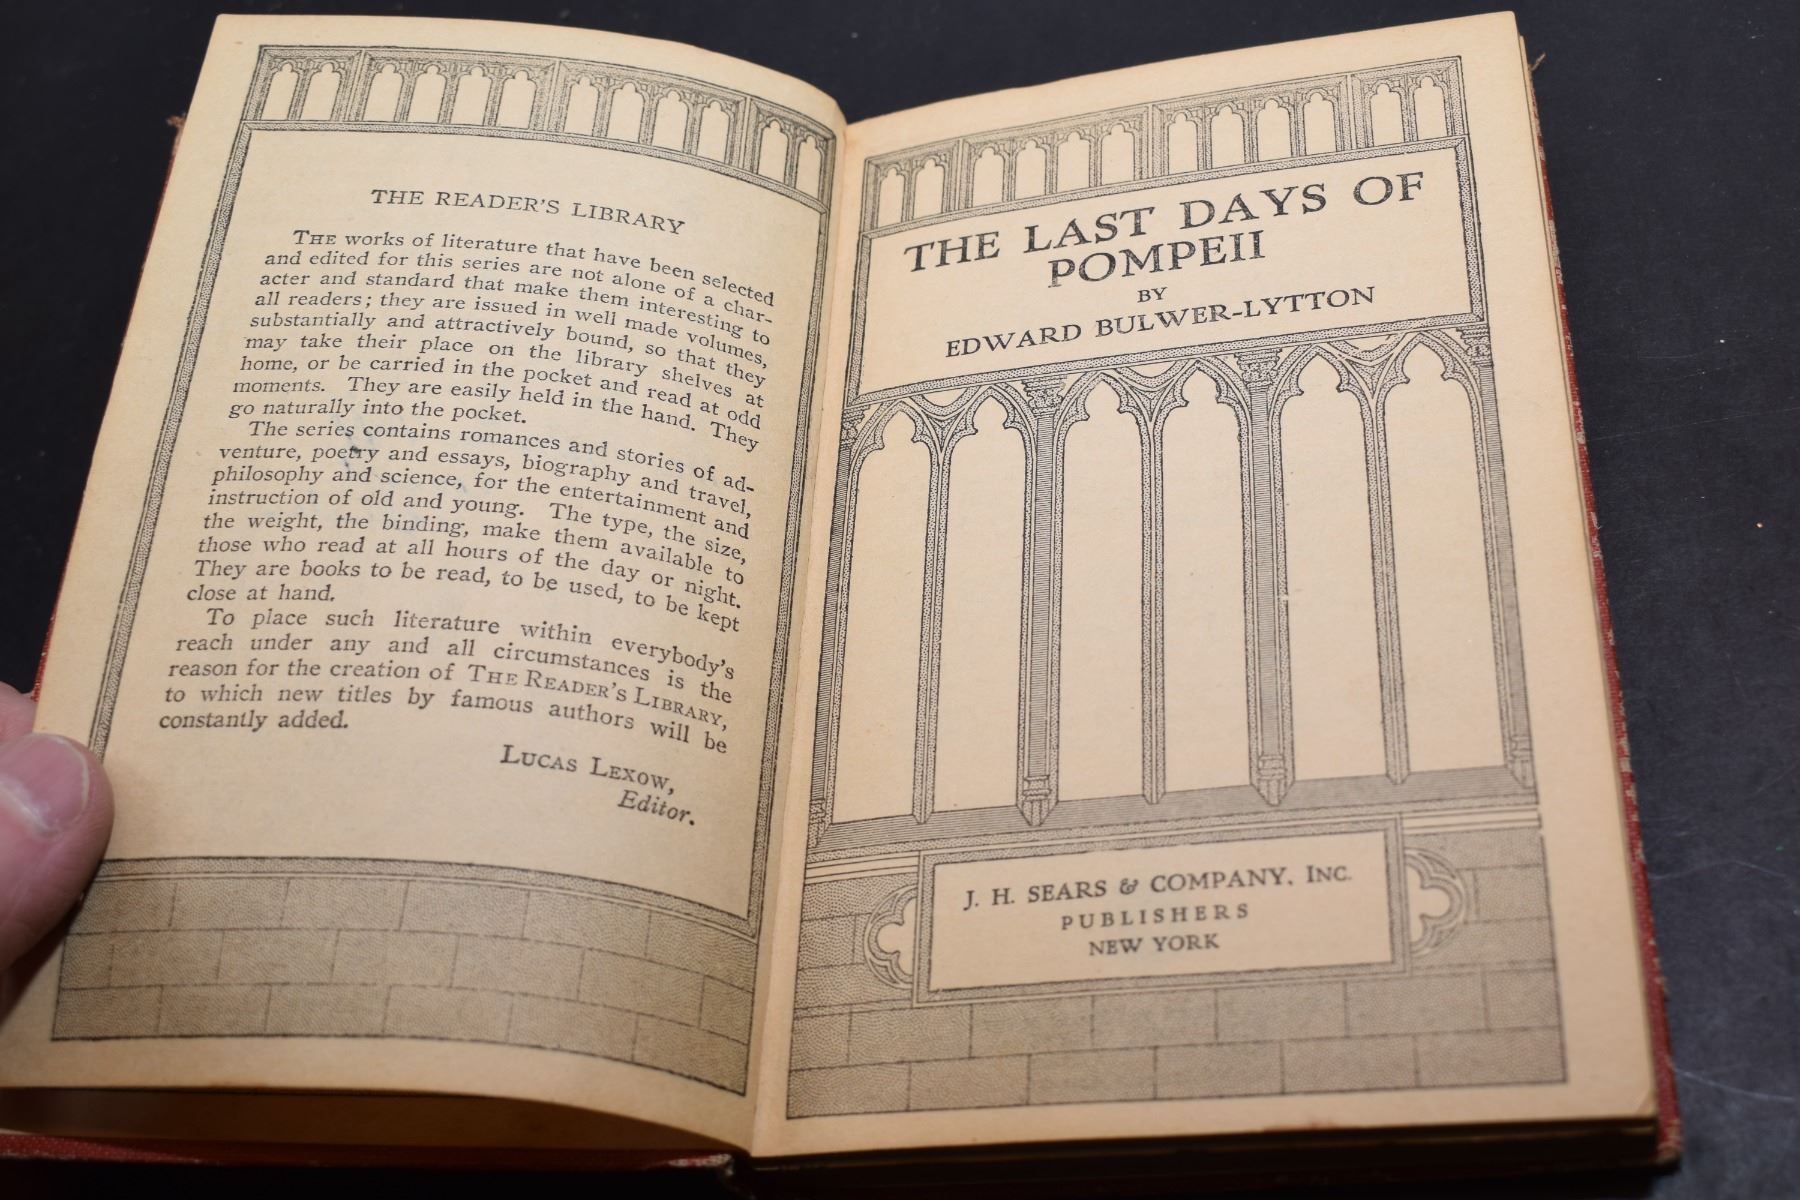 THE READER'S LIBRARY
THE works of literature that have been selected
and edited for this series are not alone of a char-
acter and standard that make them interesting to
all readers; they are issued in well made volumes,
substantially and attractively bound, so that they
may take their place on the library shelves at
home, or be carried in the pocket and read at odd
moments. They are easily held in the hand. They
go naturally into the pocket.
The series contains romances and stories of ad-
venture, poetry and essays, biography and travel,
philosophy and science, for the entertainment and
instruction of old and young. The type, the size,
the weight, the binding, make them available to
those who read at all hours of the day or night.
They are books to be read, to be used, to be kept
close at hand.
To place such literature within everybody's
reach under any and all circumstances is the
reason for the creation of THE READER'S LIBRARY,
to which new titles by famous authors will be
constantly added.
LUCAS LEXOW,
Editor.
THE LAST DAYS OF
POMPEII
BY
EDWARD BULWER-LYTTON
J. H. SEARS & COMPANY, INC.
PUBLISHERS
NEW YORK